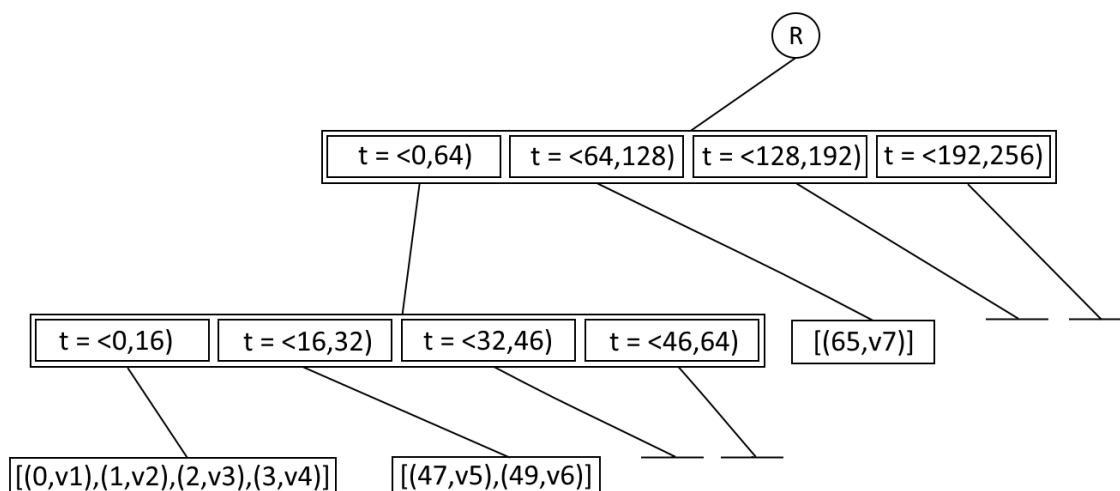 R
t = <0,64) t = <64,128) t = <128,192) t = <192,256)
t = <0,16) t = <16,32) t = <32,46) t = <46,64) [(65,v7)]
[(0,v1),(1,v2),(2,v3),(3,v4)] [(47,v5),(49,v6)]